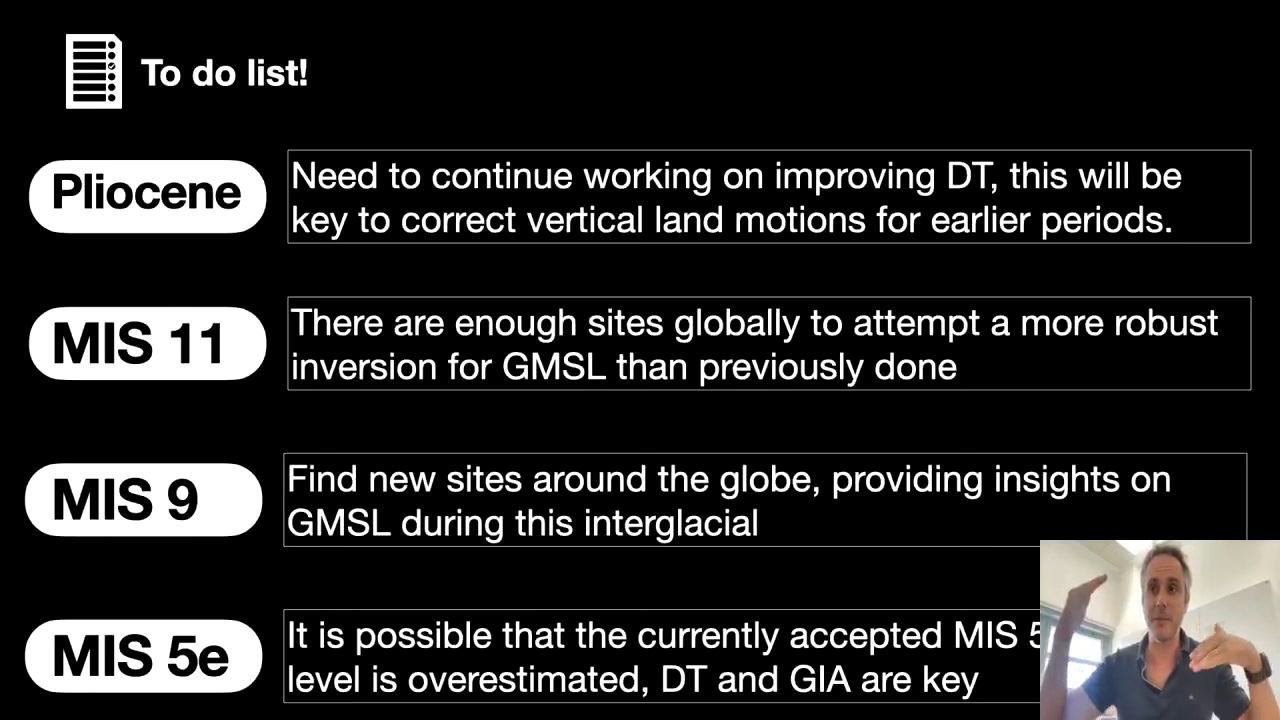 To do list!
Pliocene
Need to continue working on improving DT, this will be
key to correct vertical land motions for earlier periods.
MIS 11
There are enough sites globally to attempt a more robust
inversion for GMSL than previously done
MIS 9
Find new sites around the globe, providing insights on
GMSL during this interglacial
MIS 5e
It is possible that the currently accepted MIS 5
level is overestimated, DT and GIA are key